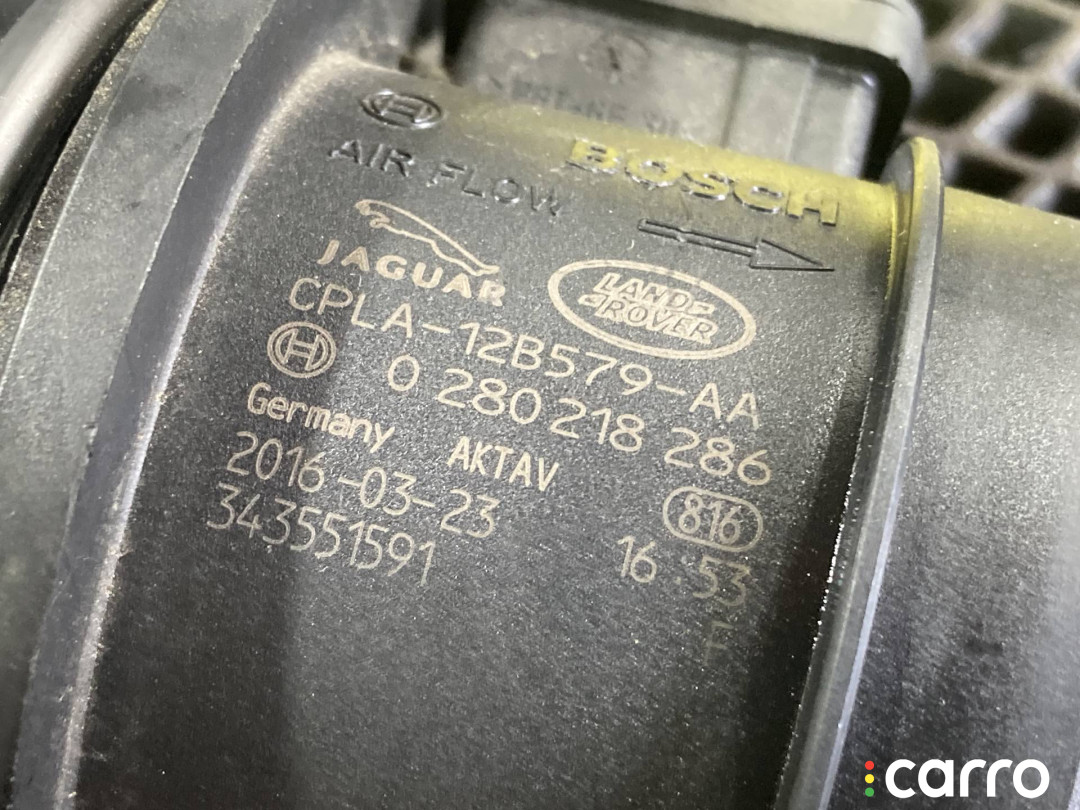 BOSCH
AIR FLOW
JAGUAR
LAND
ROVER
CPLA-12B579-AA
0 280 218 286
Germany AKTAV
816
2016-03-23
16:53
343551591
carro